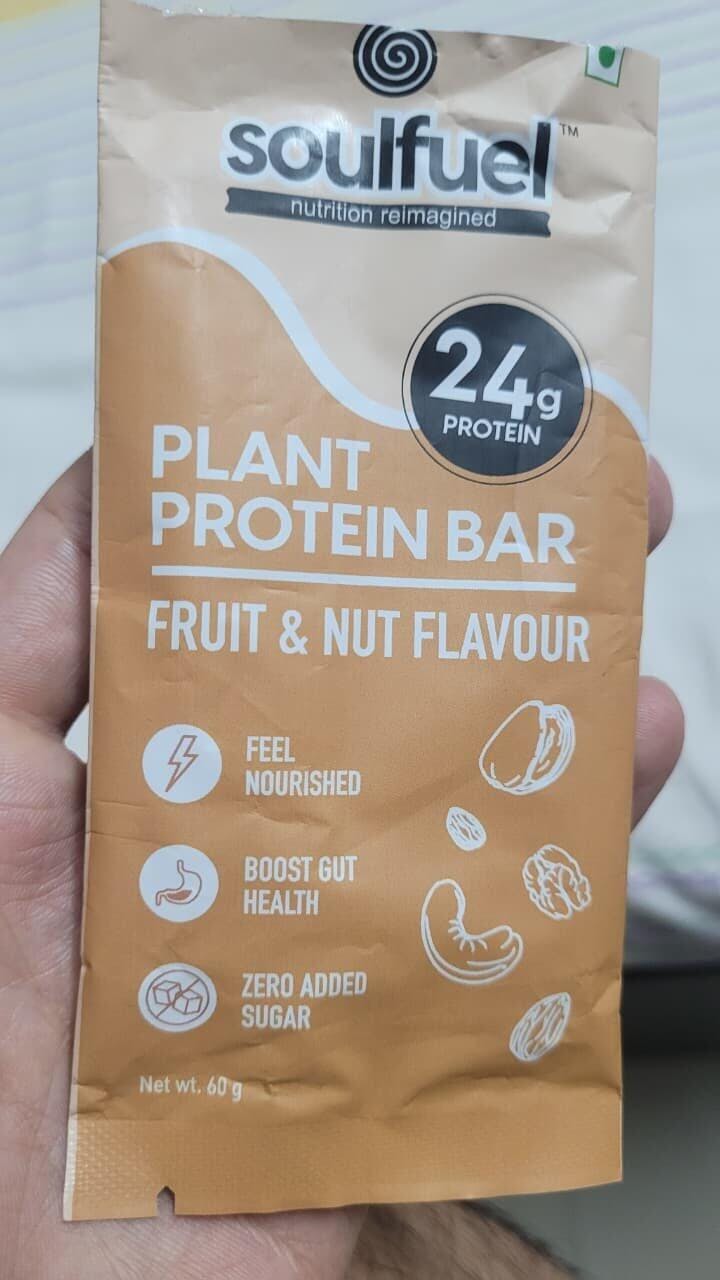 soulfuel™
nutrition reimagined
24g
PROTEIN
PLANT
PROTEIN BAR
FRUIT & NUT FLAVOUR
FEEL
NOURISHED
BOOST GUT
HEALTH
ZERO ADDED
SUGAR
Net wt. 60 g